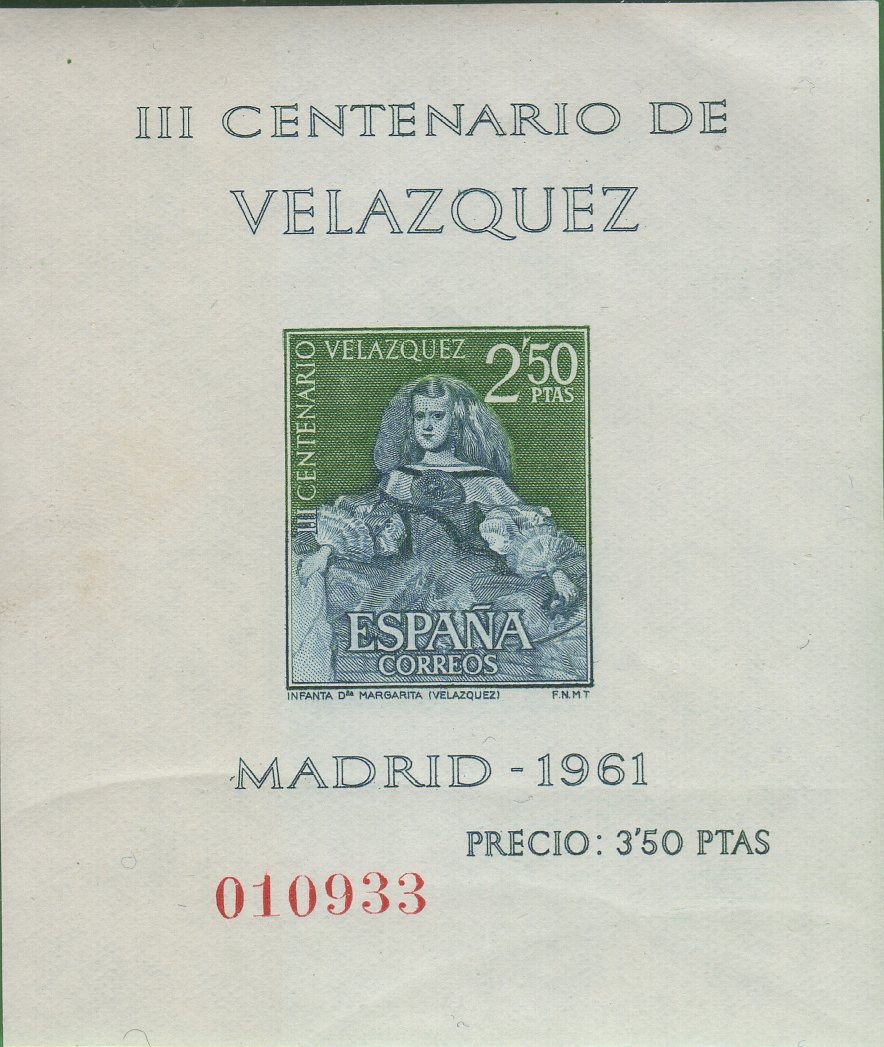 III CENTENARIO DE
VELAZQUEZ
III CENTENARIO VELAZQUEZ
2'50
PTAS
ESPAÑA
CORREOS
INFANTA Dña MARGARITA (VELAZQUEZ) F.N.M.T
MADRID - 1961
PRECIO: 3'50 PTAS
010933